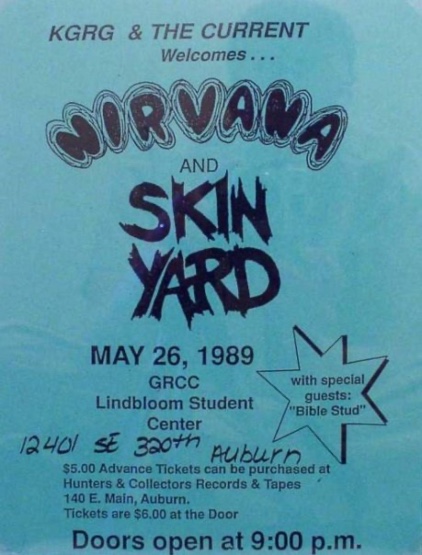 KGRG & THE CURRENT
Welcomes . . .
NIRVANA
AND
SKIN
YARD
MAY 26, 1989
GRCC
Lindbloom Student
Center
with special
guests:
"Bible Stud"
12401 SE 320th Auburn
$5.00 Advance Tickets can be purchased at
Hunters & Collectors Records & Tapes
140 E. Main, Auburn.
Tickets are $6.00 at the Door
Doors open at 9:00 p.m.